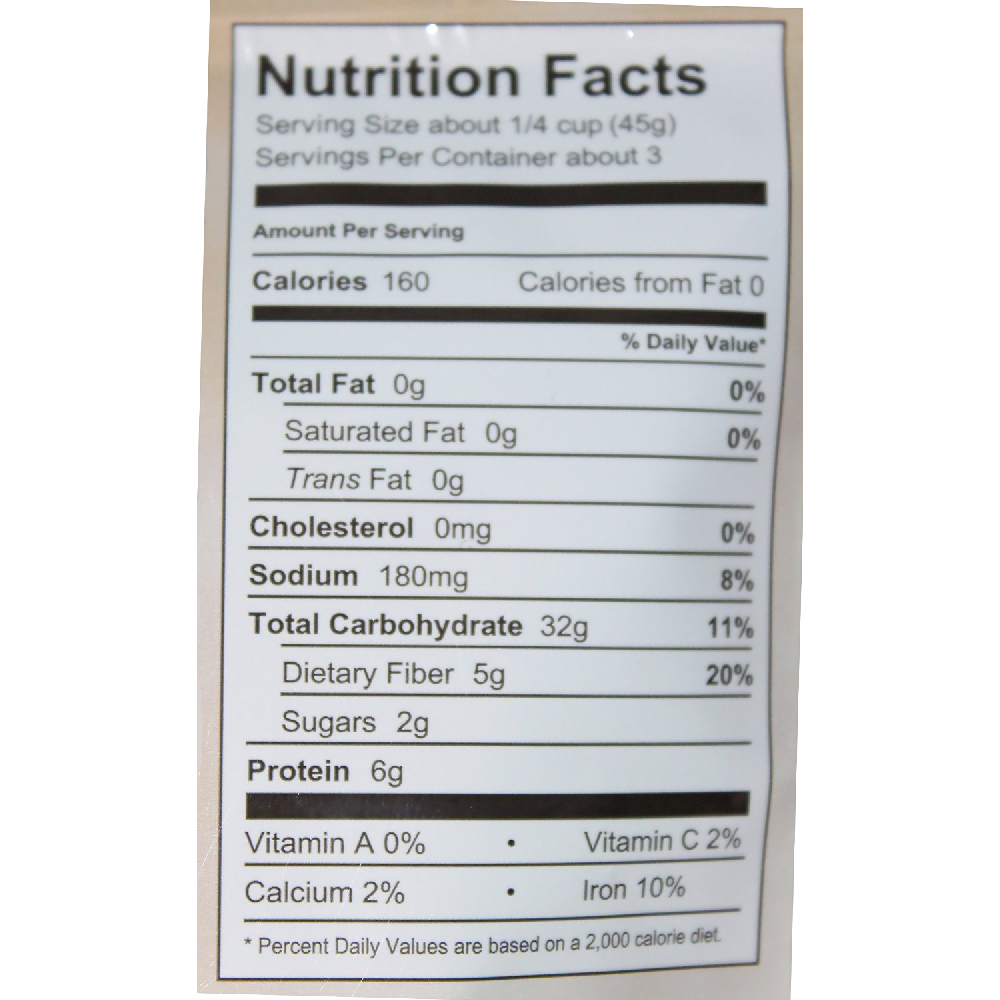 Nutrition Facts
Serving Size about 1/4 cup (45g)
Servings Per Container about 3
Amount Per Serving
Calories 160 Calories from Fat 0
% Daily Value*
Total Fat 0g 0%
Saturated Fat 0g 0%
Trans Fat 0g
Cholesterol 0mg 0%
Sodium 180mg 8%
Total Carbohydrate 32g 11%
Dietary Fiber 5g 20%
Sugars 2g
Protein 6g
Vitamin A 0% • Vitamin C 2%
Calcium 2% • Iron 10%
* Percent Daily Values are based on a 2,000 calorie diet.